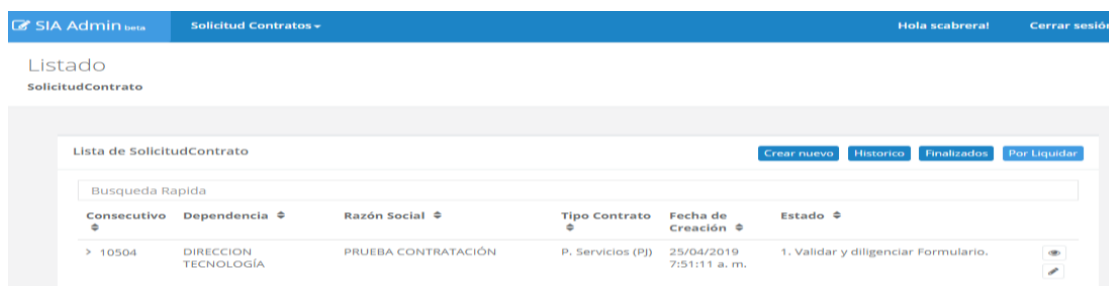 SIA Admin beta Solicitud Contratos Hola scabrera! Cerrar sesión
Listado
SolicitudContrato
Lista de SolicitudContrato Crear nuevo Historico Finalizados Por Liquidar
Busqueda Rapida
Consecutivo Dependencia Razón Social Tipo Contrato Fecha de Creación Estado
> 10504 DIRECCION TECNOLOGÍA PRUEBA CONTRATACIÓN P. Servicios (PJ) 25/04/2019 7:51:11 a. m. 1. Validar y diligenciar Formulario.